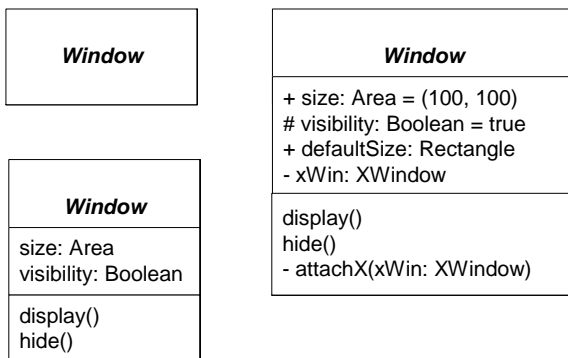 Window
Window
size: Area
visibility: Boolean
display()
hide()
Window
+ size: Area = (100, 100)
# visibility: Boolean = true
+ defaultSize: Rectangle
- xWin: XWindow
display()
hide()
- attachX(xWin: XWindow)